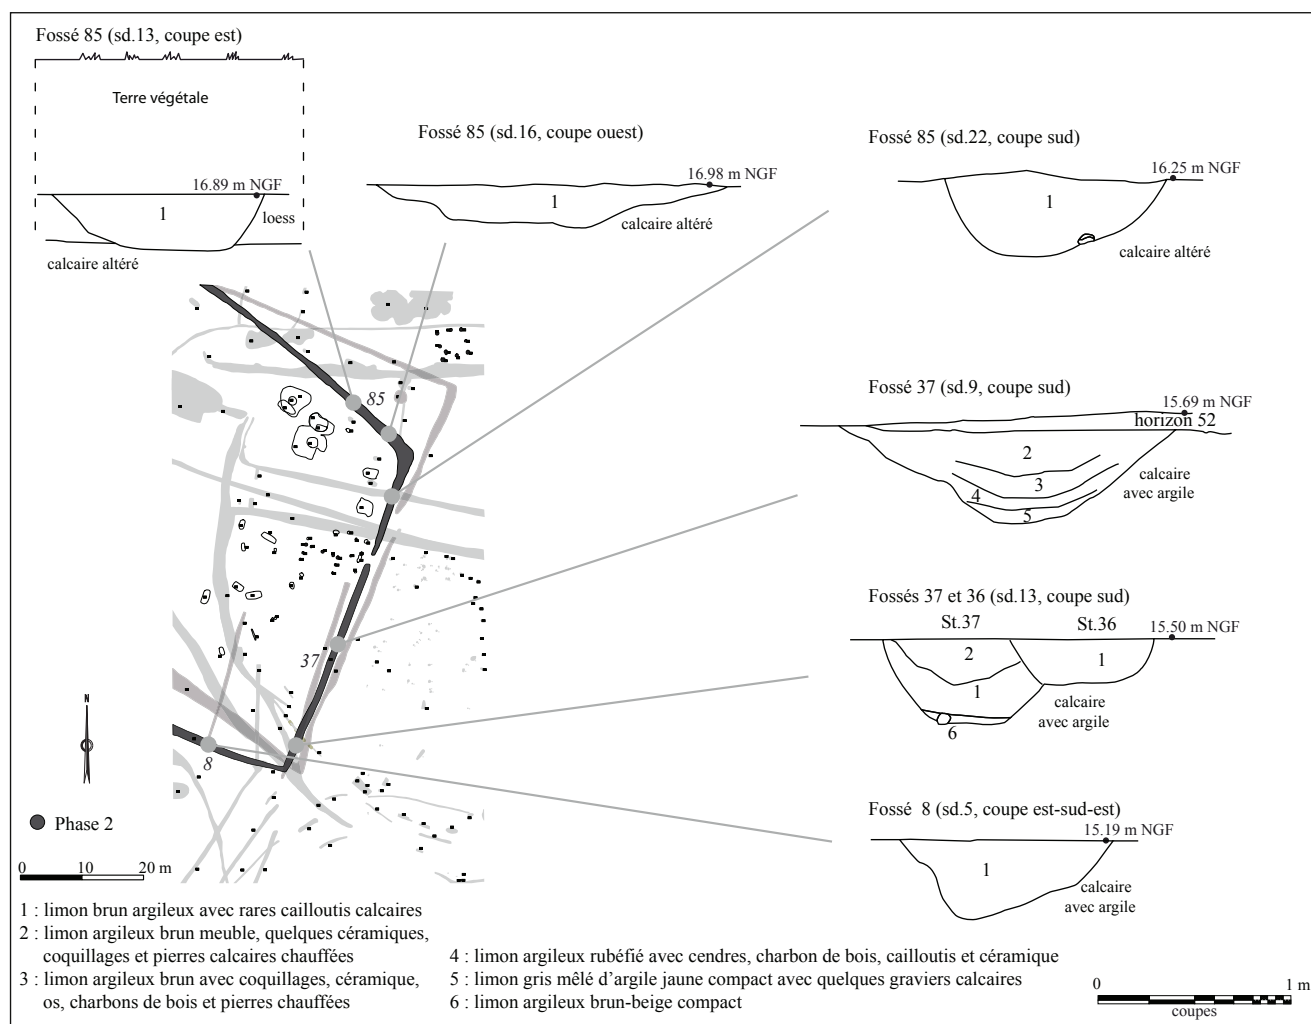 Fossé 85 (sd.13, coupe est)
Terre végétale
16.89 m NGF
1
loess
calcaire altéré
Fossé 85 (sd.16, coupe ouest)
16.98 m NGF
1
calcaire altéré
Fossé 85 (sd.22, coupe sud)
16.25 m NGF
1
calcaire altéré
Fossé 37 (sd.9, coupe sud)
15.69 m NGF
horizon 52
2
3
4
5
calcaire
avec argile
Fossés 37 et 36 (sd.13, coupe sud)
St.37
St.36
15.50 m NGF
2
1
1
6
calcaire
avec argile
Fossé 8 (sd.5, coupe est-sud-est)
15.19 m NGF
1
calcaire
avec argile
85
37
8
N
Phase 2
0 10 20 m
1 : limon brun argileux avec rares cailloutis calcaires
2 : limon argileux brun meuble, quelques céramiques,
coquillages et pierres calcaires chauffées
3 : limon argileux brun avec coquillages, céramique,
os, charbons de bois et pierres chauffées
4 : limon argileux rubéfié avec cendres, charbon de bois, cailloutis et céramique
5 : limon gris mêlé d'argile jaune compact avec quelques graviers calcaires
6 : limon argileux brun-beige compact
0 1 m
coupes